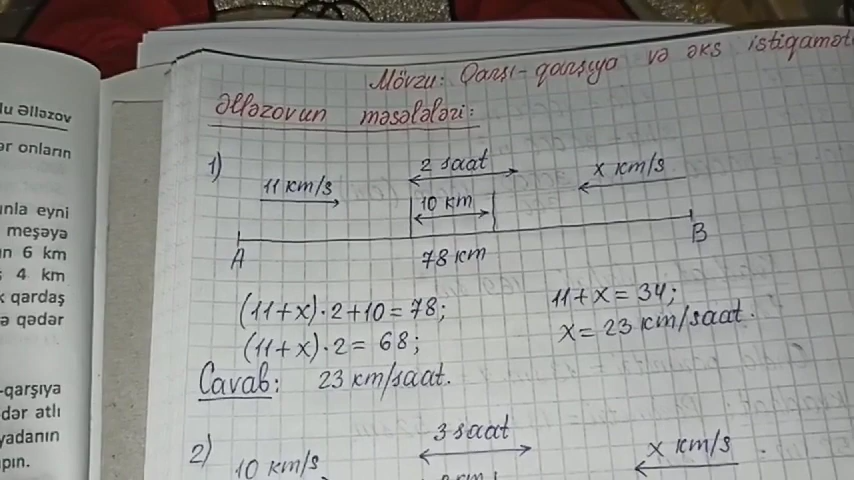 lu Əlləzov
ər onların
ınla eyni
meşəyə
ın 6 km
4 km
k qardaş
ə qədər
-qarşıya
dər atlı
yadanın
apın.
Mövzu: Qarşı-qarşıya və əks istiqamət
Əlləzovun məsələləri:
1)
2 saat
11 km/s
x km/s
10 km
A
78 km
B
(11+x)·2+10=78;
11+x=34;
(11+x)·2=68;
x=23 km/saat.
Cavab: 23 km/saat.
2)
3 saat
10 km/s
x km/s